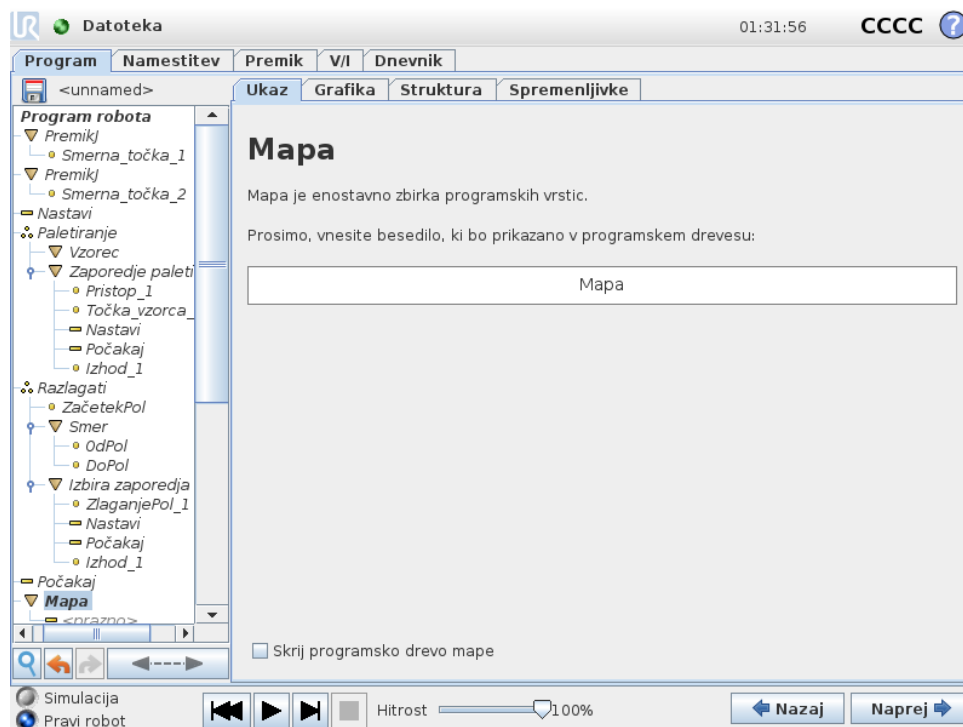 UR Datoteka 01:31:56 CCCC ?
Program Namestitev Premik V/I Dnevnik
<unnamed>
Ukaz Grafika Struktura Spremenljivke
Program robota
PremikJ
Smerna_točka_1
PremikJ
Smerna_točka_2
Nastavi
Paletiranje
Vzorec
Zaporedje paleti
Pristop_1
Točka_vzorca_
Nastavi
Počakaj
Izhod_1
Razlagati
ZačetekPol
Smer
OdPol
DoPol
Izbira zaporedja
ZlaganjePol_1
Nastavi
Počakaj
Izhod_1
Počakaj
Mapa
<prazno>
Mapa
Mapa je enostavno zbirka programskih vrstic.
Prosimo, vnesite besedilo, ki bo prikazano v programskem drevesu:
Mapa
Skrij programsko drevo mape
Simulacija
Pravi robot
Hitrost 100%
Nazaj Naprej